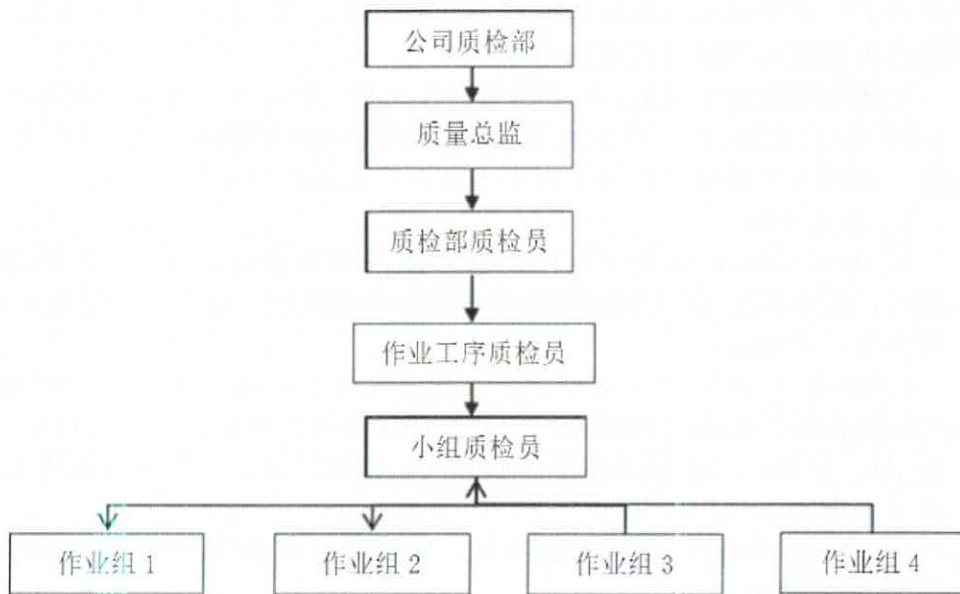 公司质检部
质量总监
质检部质检员
作业工序质检员
小组质检员
作业组 1
作业组 2
作业组 3
作业组 4